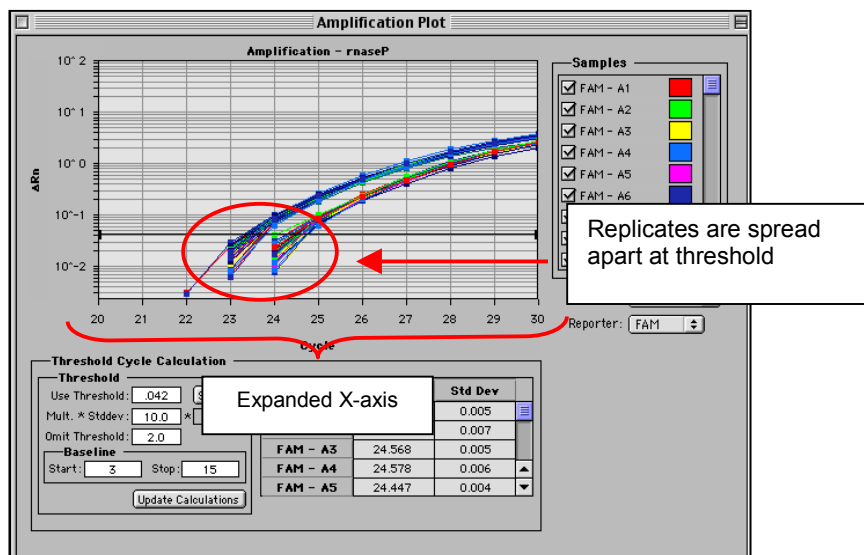 Amplification Plot
Amplification - rnaseP
10^ 2
10^ 1
10^ 0
10^-1
10^-2
ΔRn
20 21 22 23 24 25 26 27 28 29 30
Cycle
Samples
FAM - A1
FAM - A2
FAM - A3
FAM - A4
FAM - A5
FAM - A6
Replicates are spread
apart at threshold
Reporter: FAM
Expanded X-axis
Threshold Cycle Calculation
Threshold
Use Threshold: .042
Mult. * Stddev: 10.0 *
Omit Threshold: 2.0
Baseline
Start: 3 Stop: 15
Update Calculations
Std Dev
0.005
0.007
FAM - A3 24.568 0.005
FAM - A4 24.578 0.006
FAM - A5 24.447 0.004